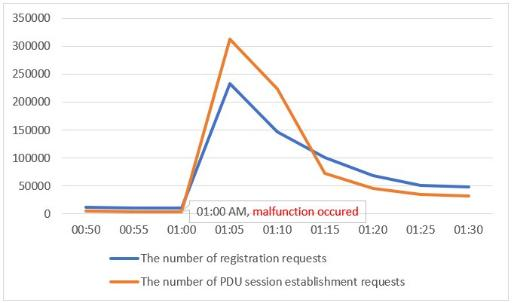 350000
300000
250000
200000
150000
100000
50000
0
01:00 AM, malfunction occured
00:50 00:55 01:00 01:05 01:10 01:15 01:20 01:25 01:30
The number of registration requests
The number of PDU session establishment requests